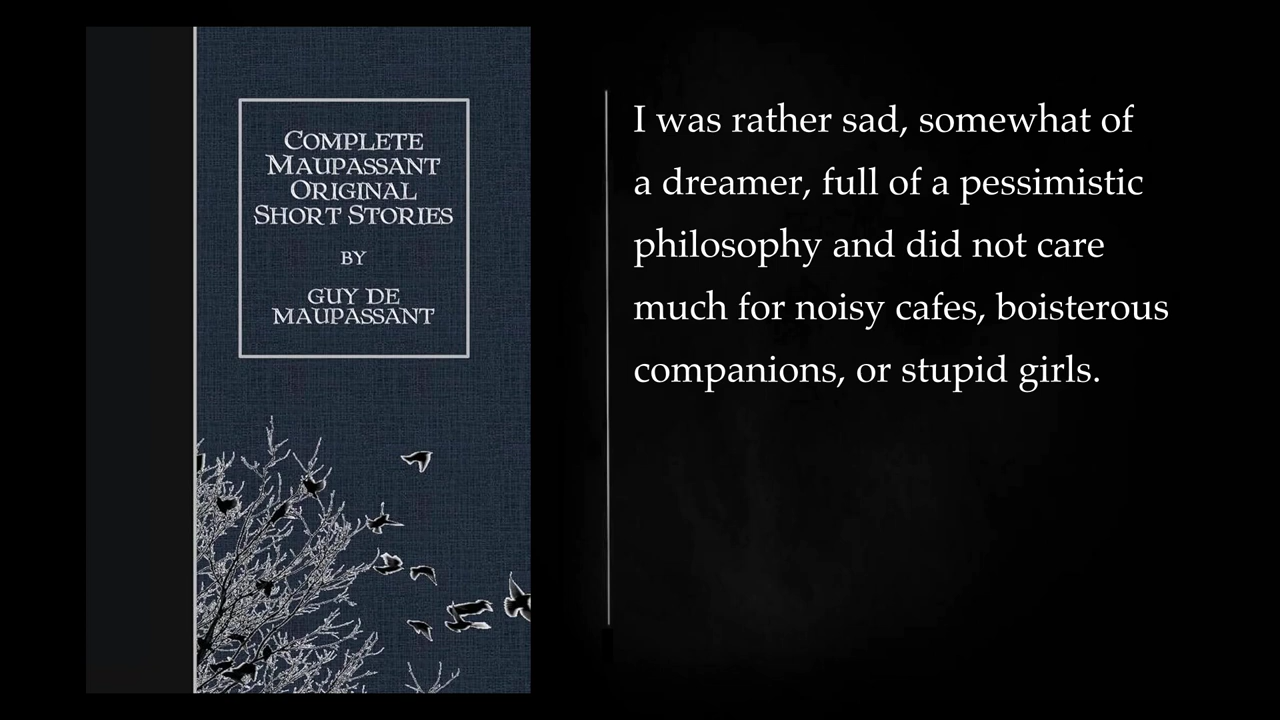 COMPLETE
MAUPASSANT
ORIGINAL
SHORT STORIES
BY
GUY DE
MAUPASSANT
I was rather sad, somewhat of
a dreamer, full of a pessimistic
philosophy and did not care
much for noisy cafes, boisterous
companions, or stupid girls.